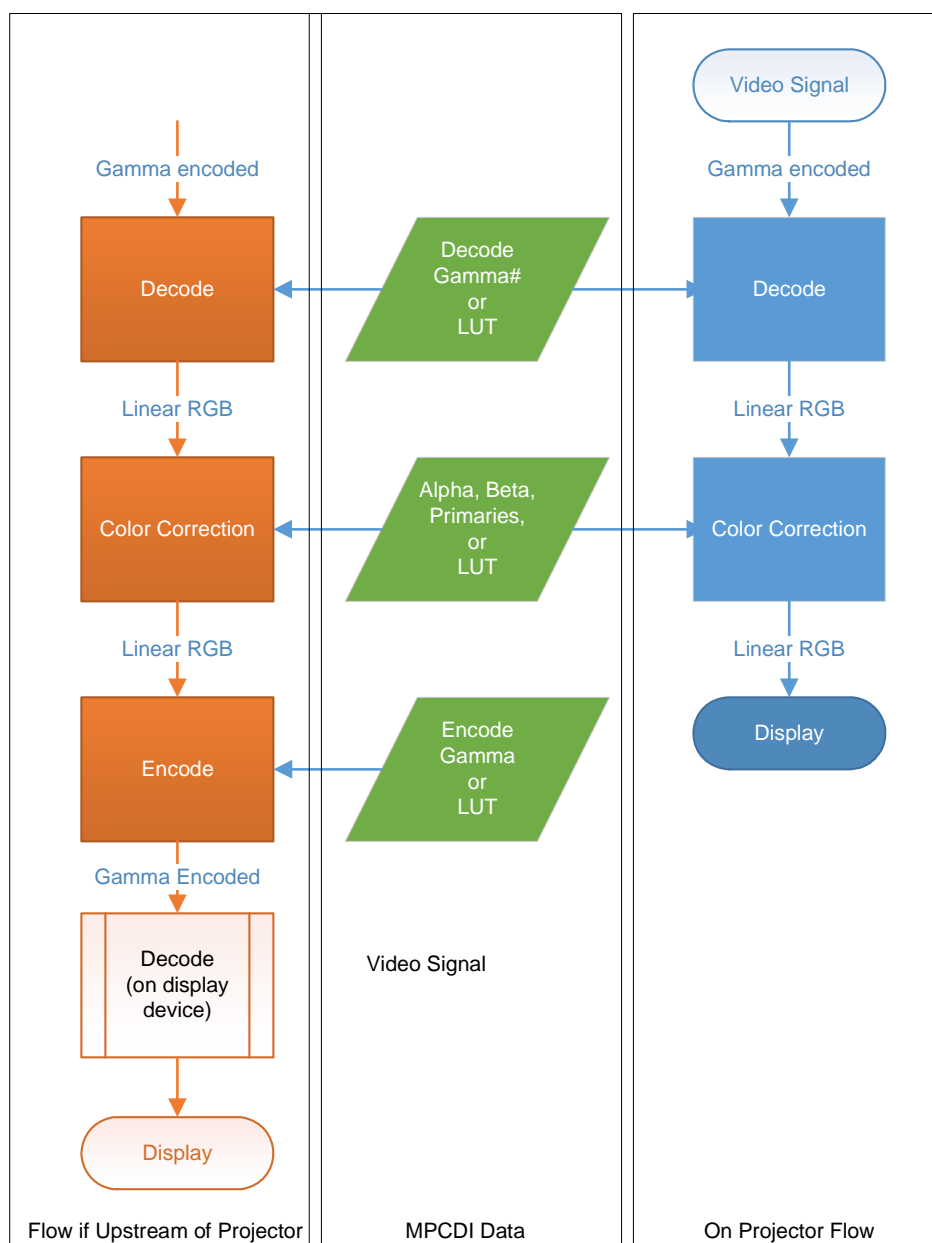 Video Signal
Gamma encoded
Gamma encoded
Decode
Decode
Gamma#
or
LUT
Decode
Linear RGB
Linear RGB
Color Correction
Alpha, Beta,
Primaries,
or
LUT
Color Correction
Linear RGB
Linear RGB
Encode
Encode
Gamma
or
LUT
Display
Gamma Encoded
Decode
(on display
device)
Video Signal
Display
Flow if Upstream of Projector
MPCDI Data
On Projector Flow